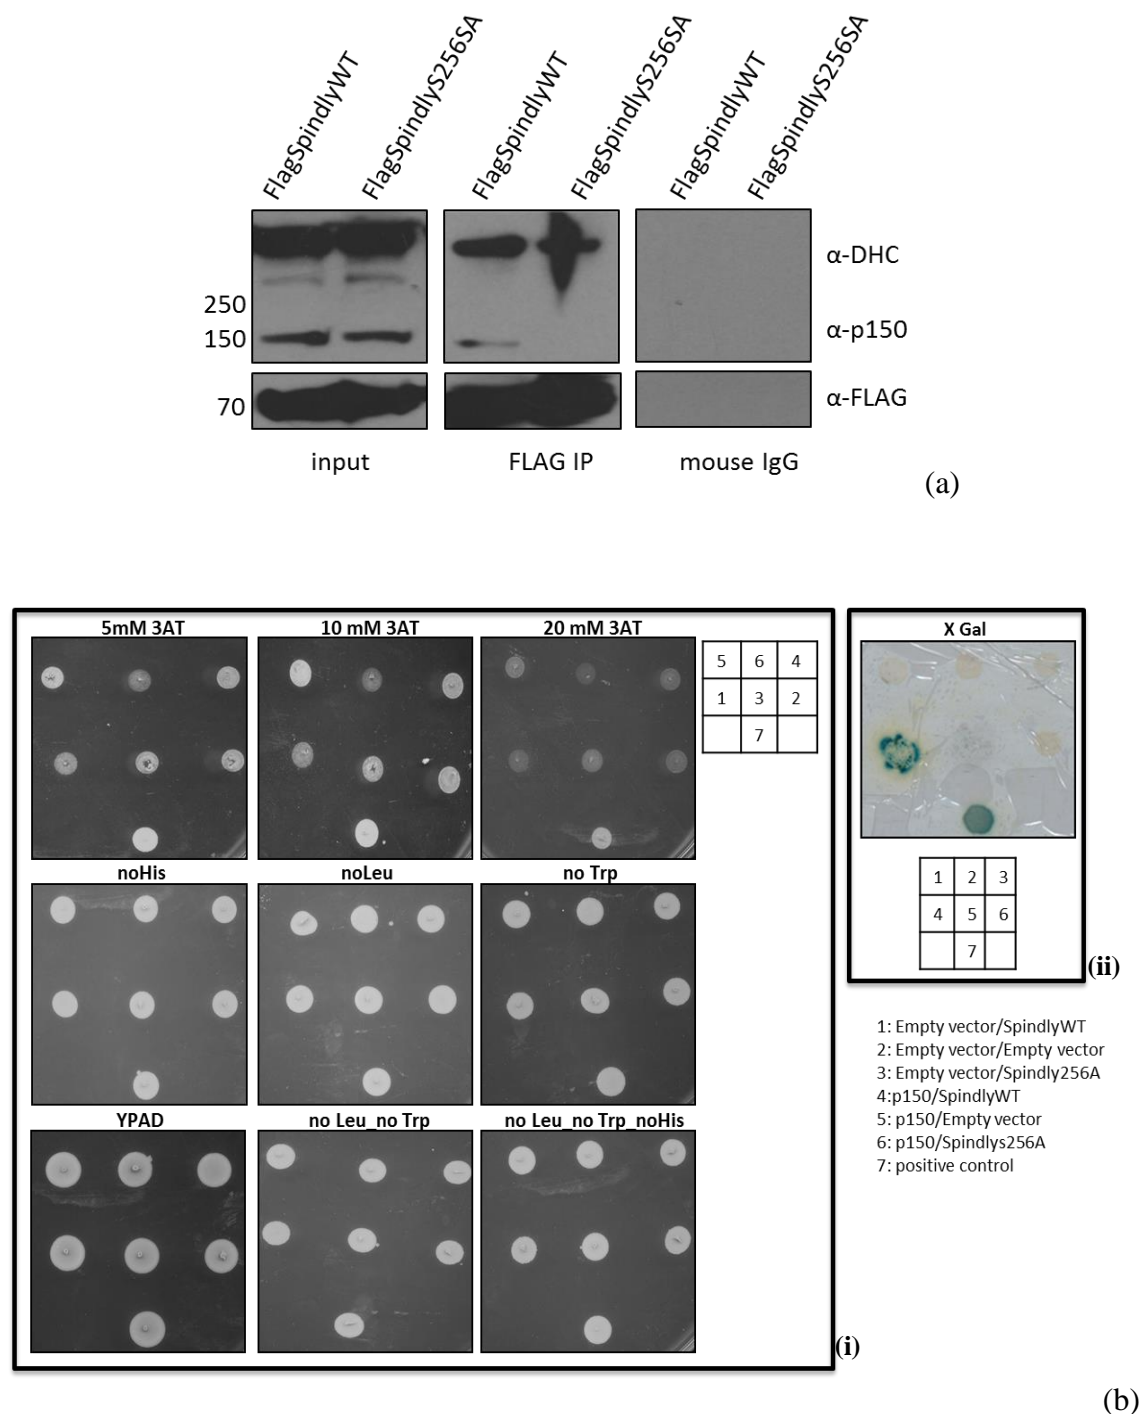 FlagSpindlyWT
FlagSpindlyS256SA
FlagSpindlyWT
FlagSpindlyS256SA
FlagSpindlyWT
FlagSpindlyS256SA
α-DHC
250
α-p150
150
α-FLAG
70
input
FLAG IP
mouse IgG
(a)
5mM 3AT
10 mM 3AT
20 mM 3AT
5 6 4
1 3 2
7
noHis
noLeu
no Trp
YPAD
no Leu_no Trp
no Leu_no Trp_noHis
(i)
X Gal
1 2 3
4 5 6
7
(ii)
1: Empty vector/SpindlyWT
2: Empty vector/Empty vector
3: Empty vector/Spindly256A
4:p150/SpindlyWT
5: p150/Empty vector
6: p150/Spindlys256A
7: positive control
(b)